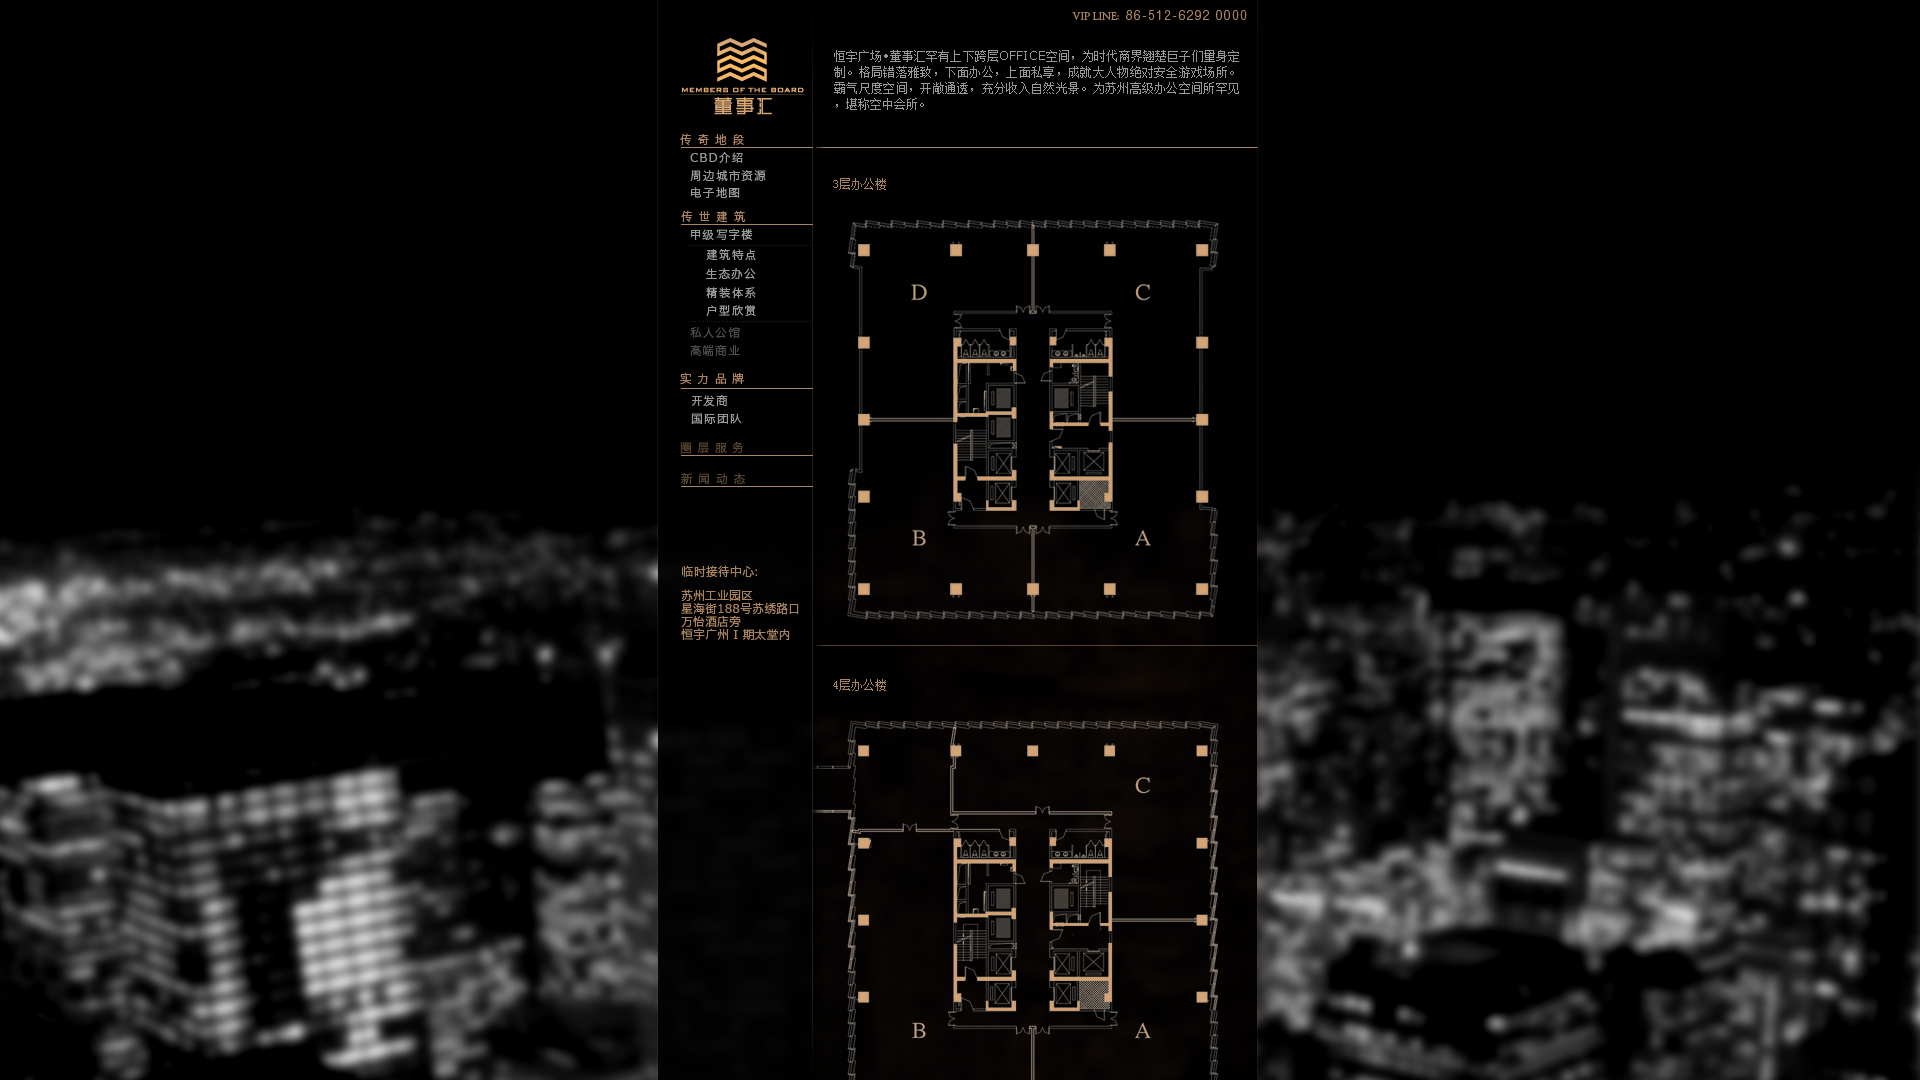 VIP LINE: 86-512-6292 0000
MEMBERS OF THE BOARD
董事汇
恒宇广场•董事汇罕有上下跨层OFFICE空间，为时代商界翘楚巨子们量身定
制。格局错落雅致，下面办公，上面私享，成就大人物绝对安全游戏场所。
霸气尺度空间，开敞通透，充分收入自然光景。为苏州高级办公空间所罕见
，堪称空中会所。
传奇地段
CBD介绍
周边城市资源
电子地图
传世建筑
甲级写字楼
建筑特点
生态办公
精装体系
户型欣赏
私人公馆
高端商业
实力品牌
开发商
国际团队
圈层服务
新闻动态
临时接待中心:
苏州工业园区
星海街188号苏绣路口
万怡酒店旁
恒宇广州 I 期太堂内
3层办公楼
D
C
B
A
4层办公楼
C
B
A